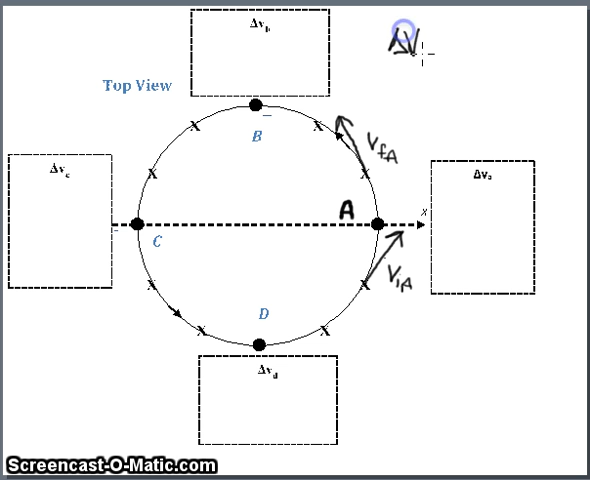 Δv_b
ΔV
Top View
X
X
B
V_fA
X
X
Δv_c
Δv_a
A
x
C
X
X
V_iA
D
X
X
Δv_d
Screencast-O-Matic.com